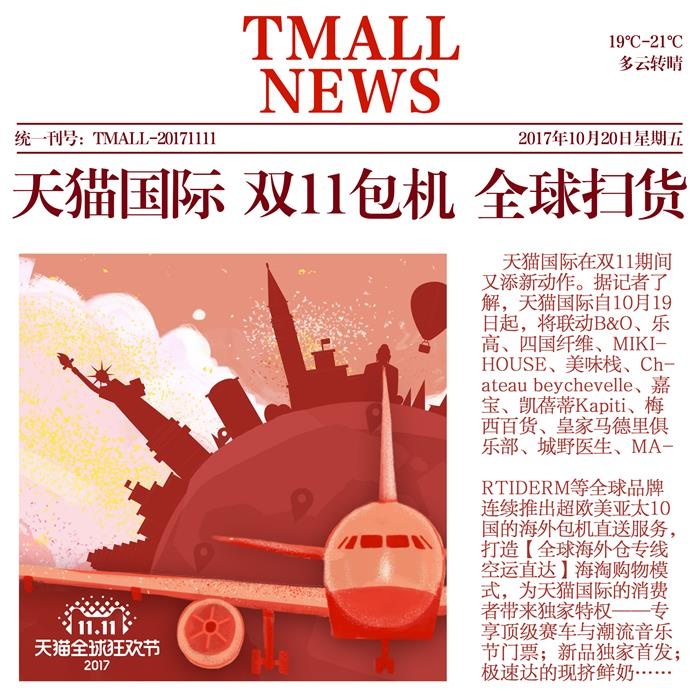 TMALL
NEWS
19℃-21℃
多云转晴
统一刊号：TMALL-20171111
2017年10月20日星期五
天猫国际 双11包机 全球扫货
天猫国际在双11期间
又添新动作。据记者了
解，天猫国际自10月19
日起，将联动B&O、乐
高、四国纤维、MIKI-
HOUSE、美味栈、Ch-
ateau beychevelle、嘉
宝、凯蓓蒂Kapiti、梅
西百货、皇家马德里俱
乐部、城野医生、MA-
RTIDERM等全球品牌
连续推出超欧美亚太10
国的海外包机直送服务，
打造【全球海外仓专线
空运直达】海淘购物模
式，为天猫国际的消费
者带来独家特权——专
享顶级赛车与潮流音乐
节门票；新品独家首发；
极速达的现挤鲜奶……
11.11
天猫全球狂欢节
2017